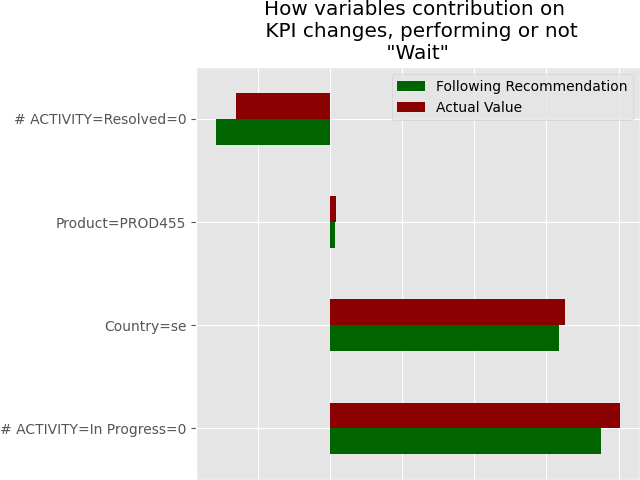 How variables contribution on
KPI changes, performing or not
"Wait"
Following Recommendation
Actual Value
# ACTIVITY=Resolved=0
Product=PROD455
Country=se
# ACTIVITY=In Progress=0